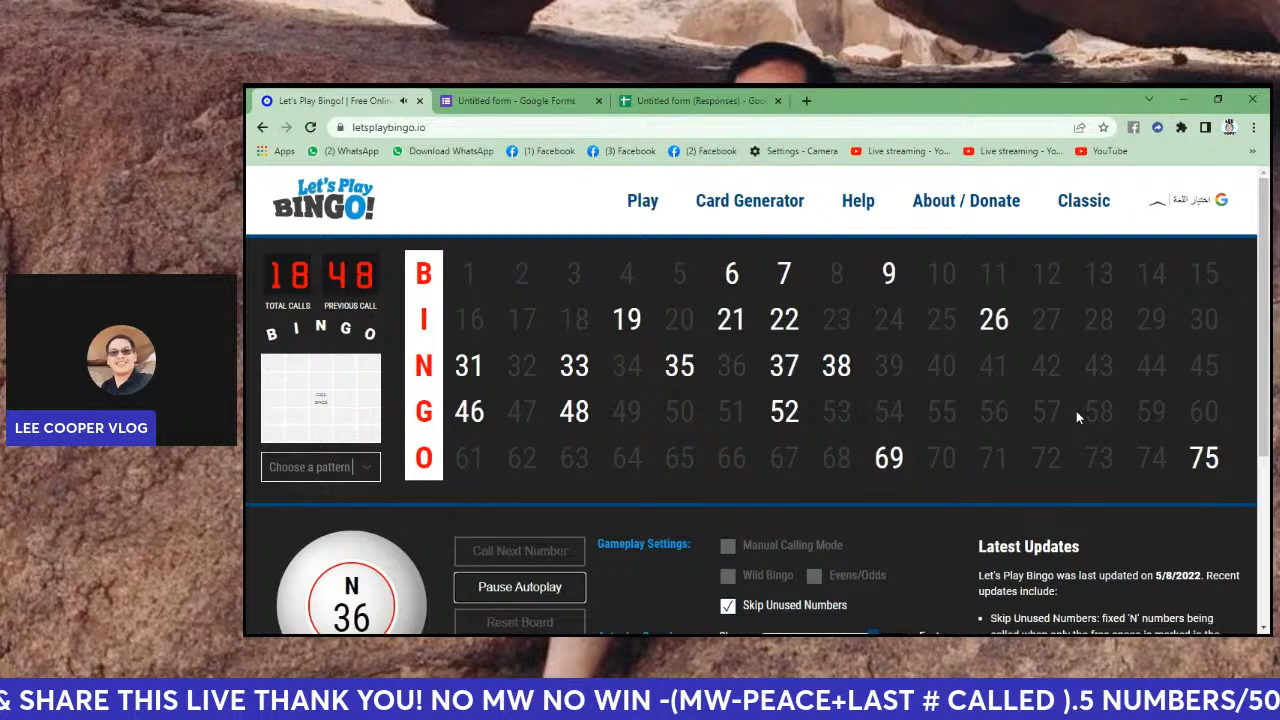 Let's Play Bingo! | Free Onlin
Untitled form - Google Forms
Untitled form (Responses) - Goo
letsplaybingo.io
Apps (2) WhatsApp Download WhatsApp (1) Facebook (3) Facebook (2) Facebook Settings - Camera Live streaming - Yo... Live streaming - Yo... YouTube »
Let's Play
BINGO!
Play Card Generator Help About / Donate Classic اختبار اللغة
18 48
TOTAL CALLS PREVIOUS CALL
B I N G O
FREE SPACE
Choose a pattern
B 1 2 3 4 5 6 7 8 9 10 11 12 13 14 15
I 16 17 18 19 20 21 22 23 24 25 26 27 28 29 30
N 31 32 33 34 35 36 37 38 39 40 41 42 43 44 45
G 46 47 48 49 50 51 52 53 54 55 56 57 58 59 60
O 61 62 63 64 65 66 67 68 69 70 71 72 73 74 75
N
36
Call Next Number
Pause Autoplay
Reset Board
Gameplay Settings:
Manual Calling Mode
Wild Bingo Evens/Odds
Skip Unused Numbers
Latest Updates
Let's Play Bingo was last updated on 5/8/2022. Recent
updates include:
• Skip Unused Numbers: fixed 'N' numbers being
LEE COOPER VLOG
& SHARE THIS LIVE THANK YOU! NO MW NO WIN -(MW-PEACE+LAST # CALLED ).5 NUMBERS/50